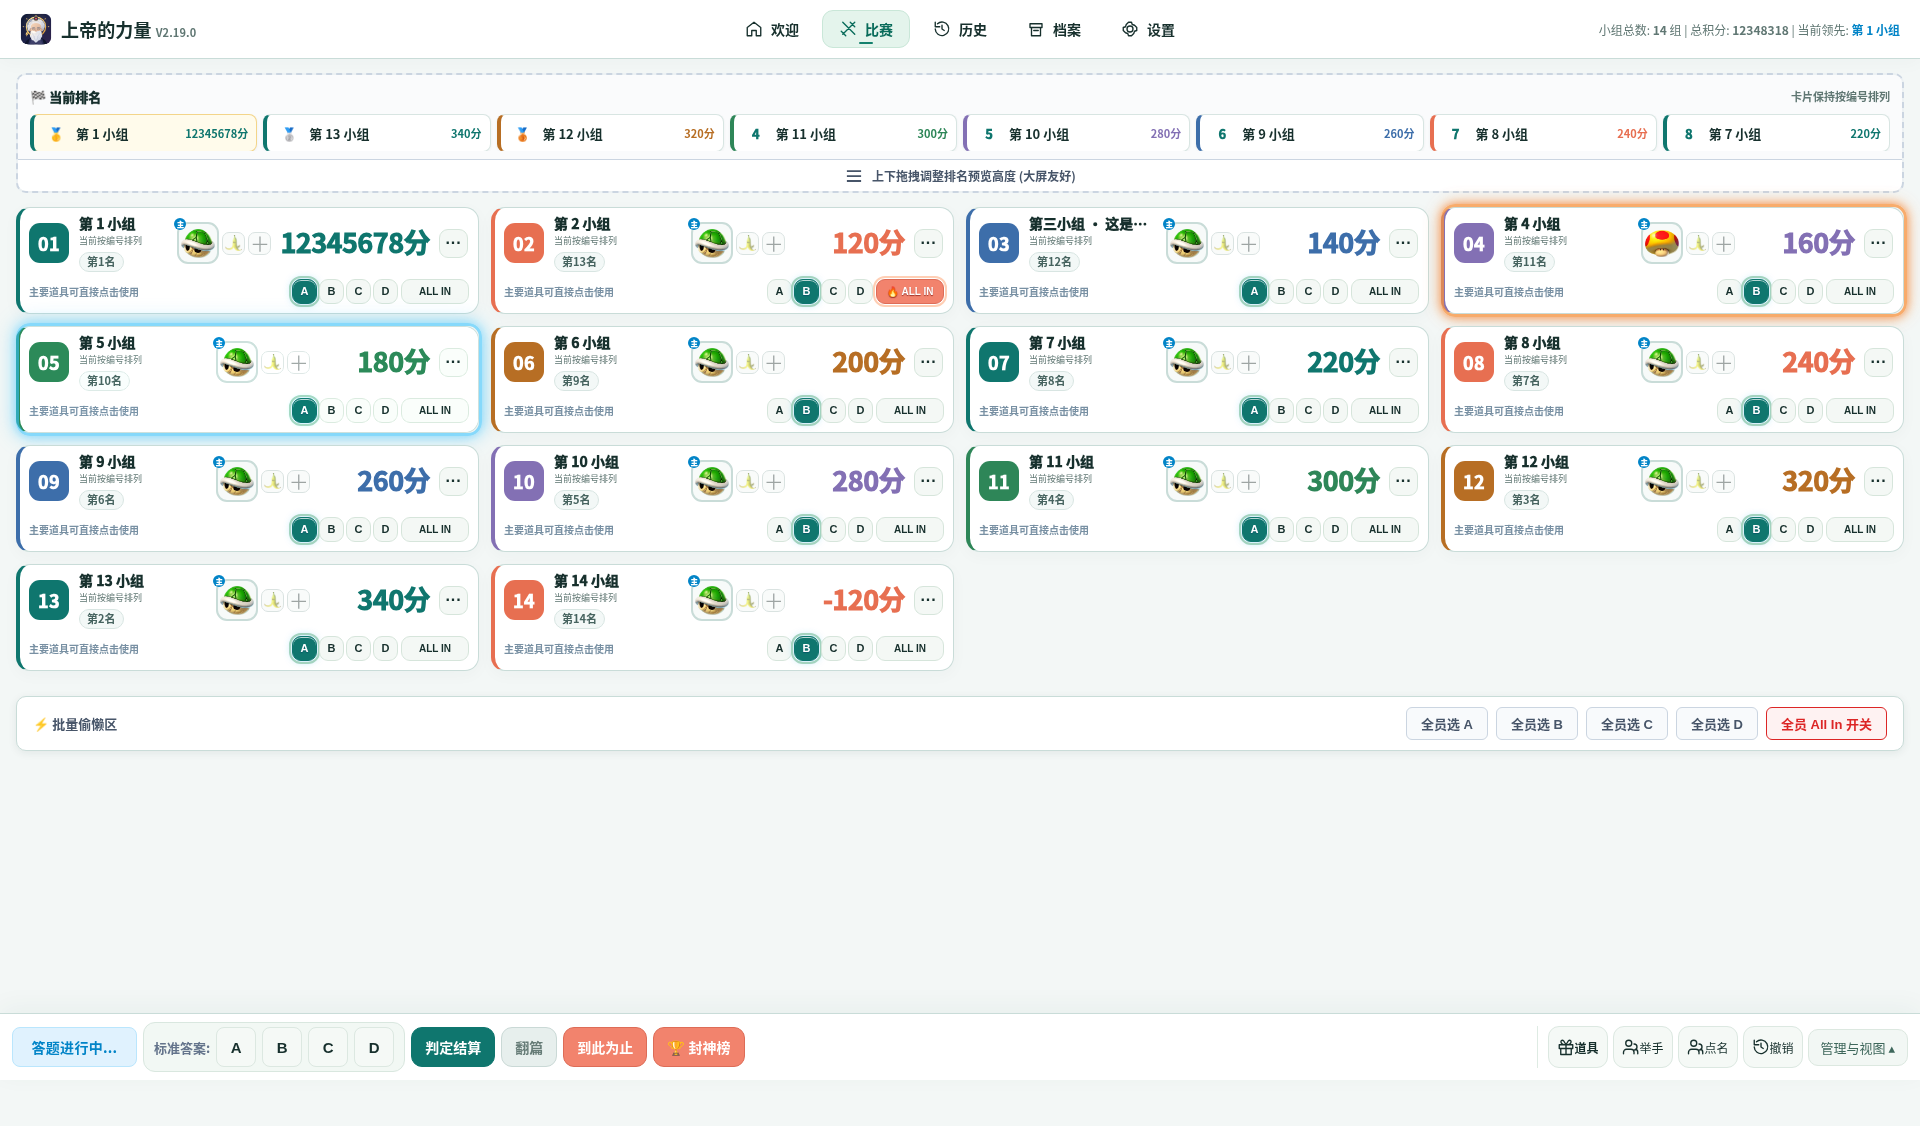 上帝的力量 V2.19.0
欢迎 比赛 历史 档案 设置
小组总数: 14 组 | 总积分: 12348318 | 当前领先: 第 1 小组
🏁 当前排名
卡片保持按编号排列
🥇 第 1 小组 12345678分
🥈 第 13 小组 340分
🥉 第 12 小组 320分
4 第 11 小组 300分
5 第 10 小组 280分
6 第 9 小组 260分
7 第 8 小组 240分
8 第 7 小组 220分
上下拖拽调整排名预览高度 (大屏友好)
01 第 1 小组 当前按编号排列 第1名 主 12345678分 ···
主要道具可直接点击使用 A B C D ALL IN
02 第 2 小组 当前按编号排列 第13名 主 120分 ···
主要道具可直接点击使用 A B C D 🔥 ALL IN
03 第三小组 · 这是··· 当前按编号排列 第12名 主 140分 ···
主要道具可直接点击使用 A B C D ALL IN
04 第 4 小组 当前按编号排列 第11名 主 160分 ···
主要道具可直接点击使用 A B C D ALL IN
05 第 5 小组 当前按编号排列 第10名 主 180分 ···
主要道具可直接点击使用 A B C D ALL IN
06 第 6 小组 当前按编号排列 第9名 主 200分 ···
主要道具可直接点击使用 A B C D ALL IN
07 第 7 小组 当前按编号排列 第8名 主 220分 ···
主要道具可直接点击使用 A B C D ALL IN
08 第 8 小组 当前按编号排列 第7名 主 240分 ···
主要道具可直接点击使用 A B C D ALL IN
09 第 9 小组 当前按编号排列 第6名 主 260分 ···
主要道具可直接点击使用 A B C D ALL IN
10 第 10 小组 当前按编号排列 第5名 主 280分 ···
主要道具可直接点击使用 A B C D ALL IN
11 第 11 小组 当前按编号排列 第4名 主 300分 ···
主要道具可直接点击使用 A B C D ALL IN
12 第 12 小组 当前按编号排列 第3名 主 320分 ···
主要道具可直接点击使用 A B C D ALL IN
13 第 13 小组 当前按编号排列 第2名 主 340分 ···
主要道具可直接点击使用 A B C D ALL IN
14 第 14 小组 当前按编号排列 第14名 主 -120分 ···
主要道具可直接点击使用 A B C D ALL IN
⚡ 批量偷懒区
全员选 A 全员选 B 全员选 C 全员选 D 全员 All In 开关
答题进行中... 标准答案: A B C D 判定结算 翻篇 到此为止 🏆 封神榜
道具 举手 点名 撤销 管理与视图 ▴